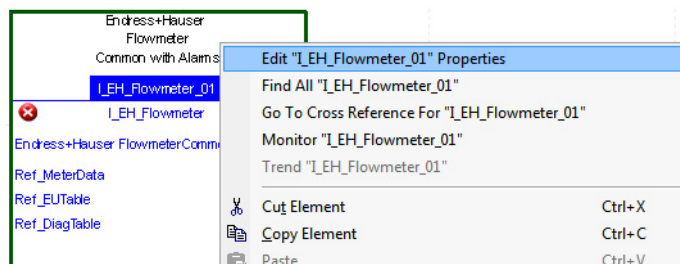 Endress+Hauser
Flowmeter
Common with Alarms
I_EH_Flowmeter_01
I_EH_Flowmeter
Endress+Hauser FlowmeterComm
Ref_MeterData
Ref_EUTable
Ref_DiagTable
Edit "I_EH_Flowmeter_01" Properties
Find All "I_EH_Flowmeter_01"
Go To Cross Reference For "I_EH_Flowmeter_01"
Monitor "I_EH_Flowmeter_01"
Trend "I_EH_Flowmeter_01"
Cut Element Ctrl+X
Copy Element Ctrl+C
Paste Ctrl+V